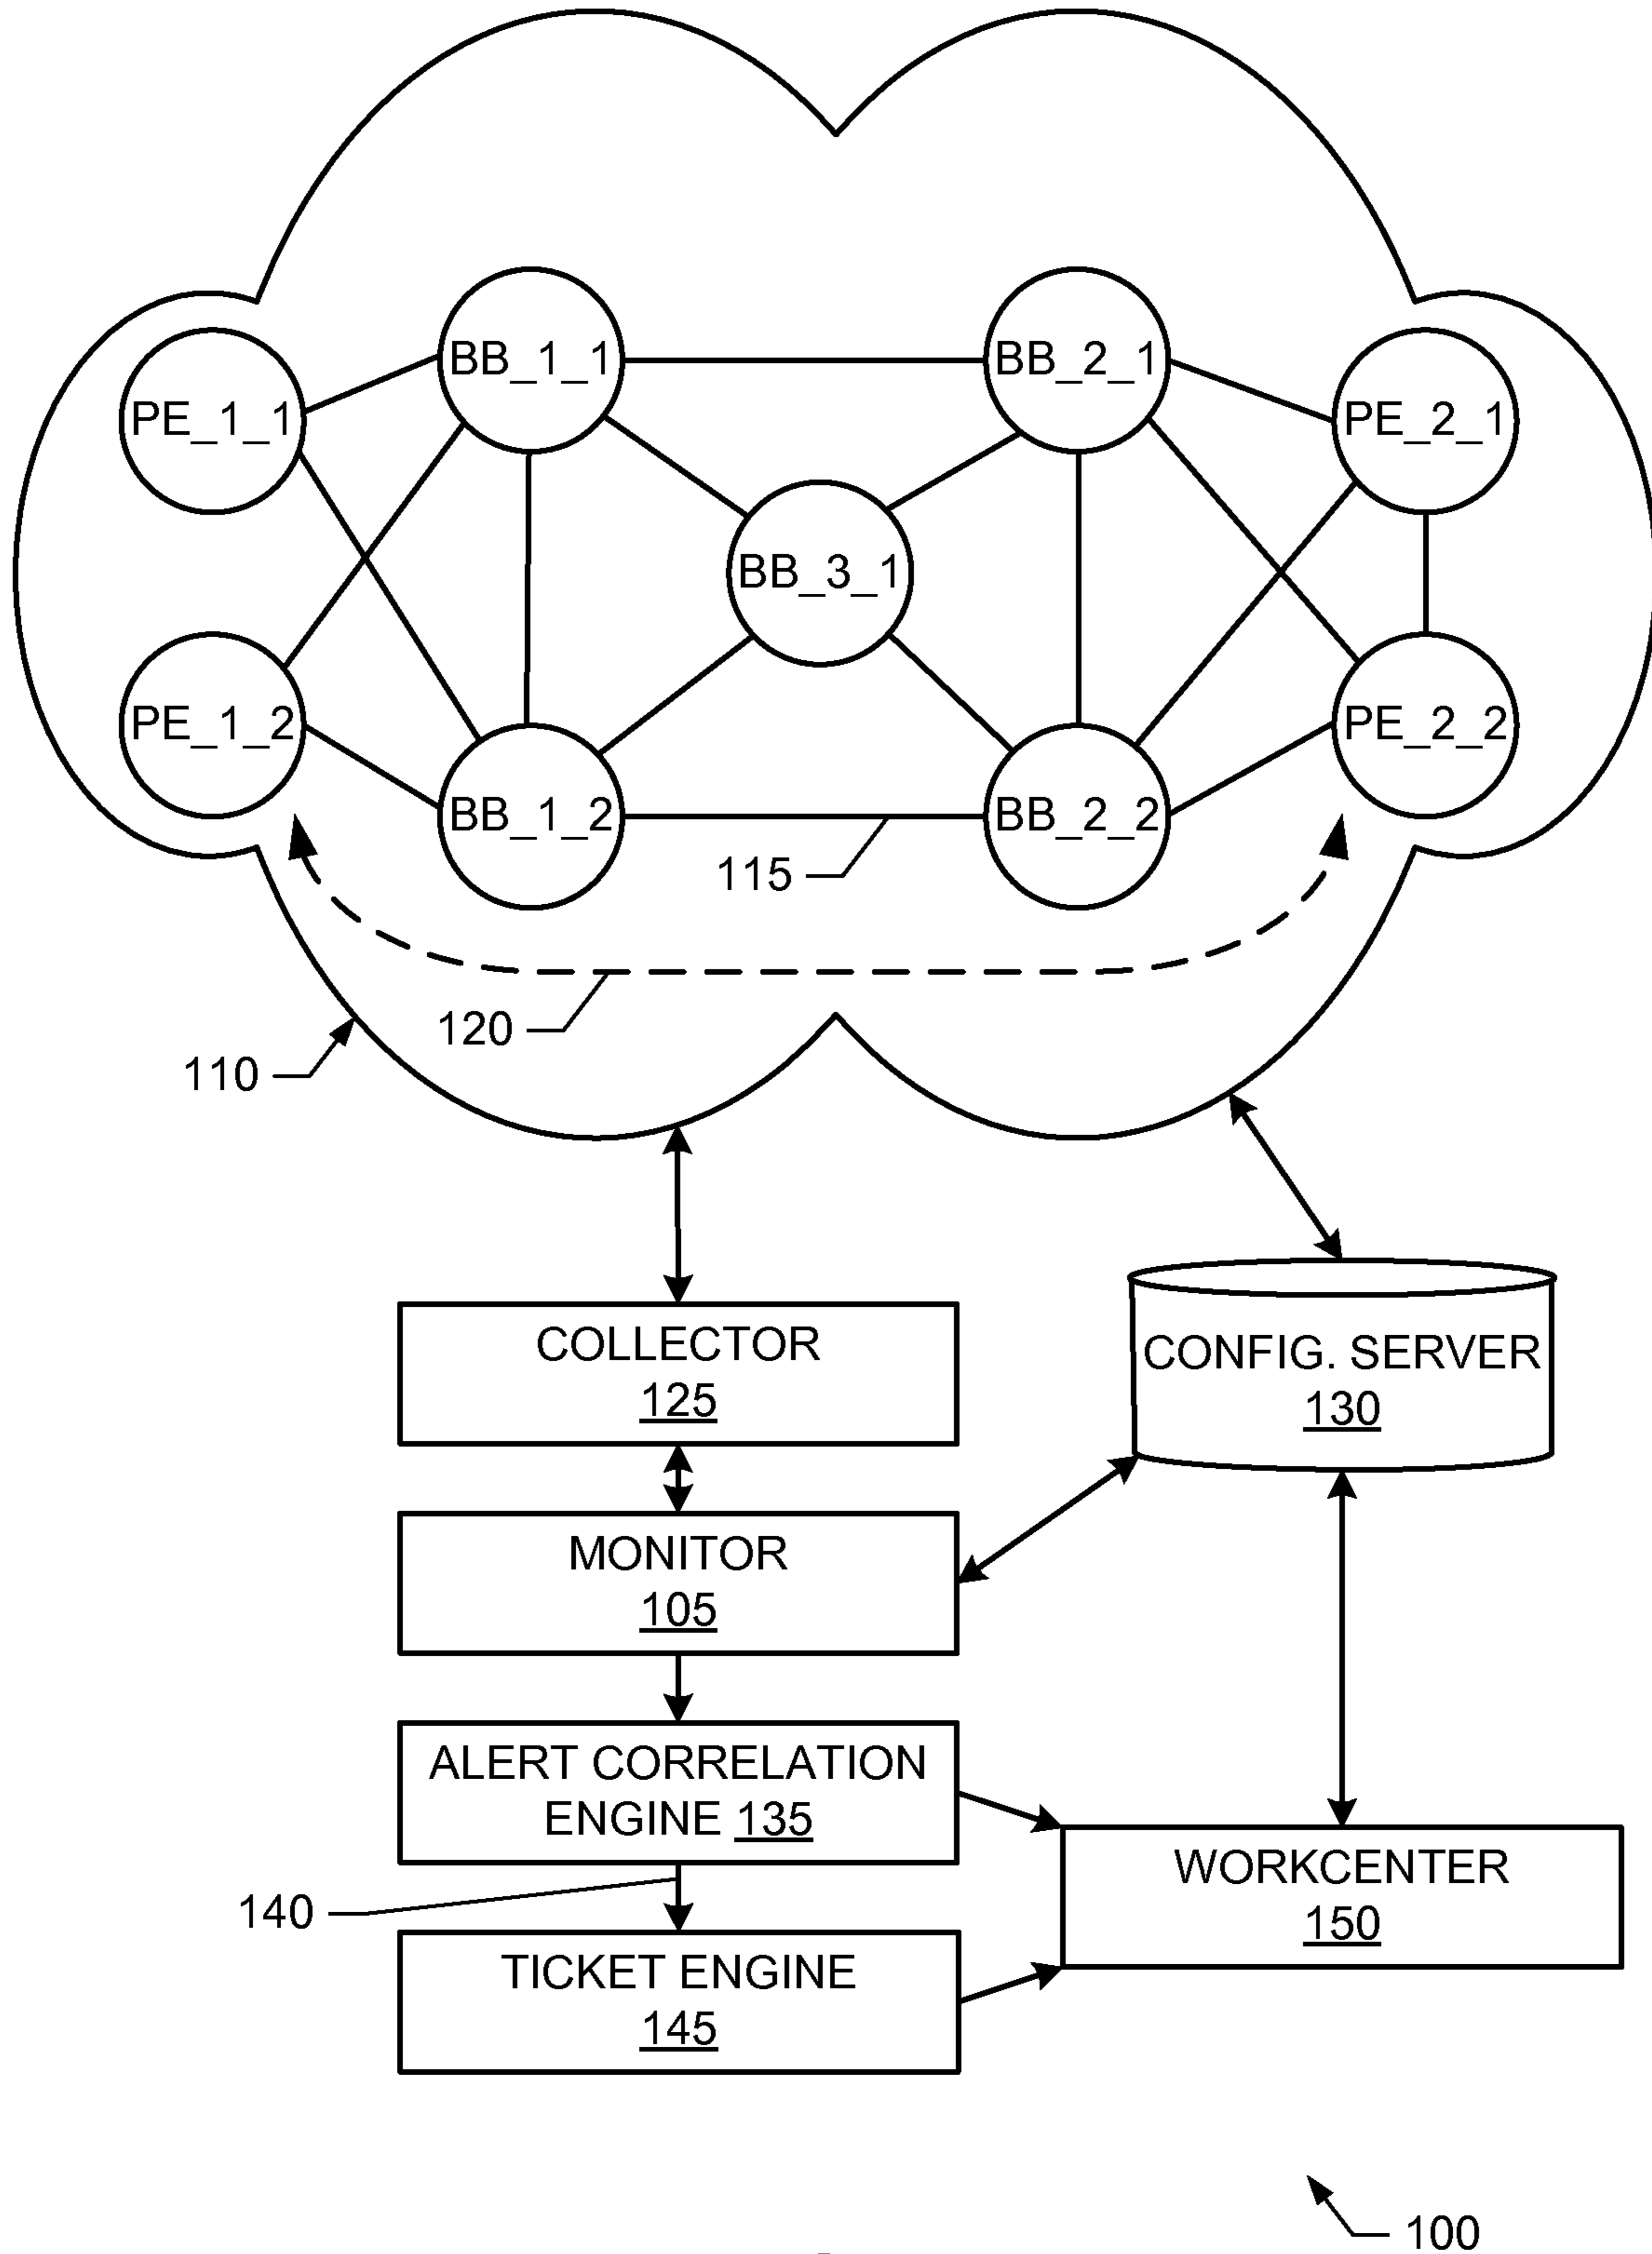 BB_1_1
BB_2_1
PE_1_1
PE_2_1
BB_3_1
PE_1_2
PE_2_2
BB_1_2
BB_2_2
115
120
110
COLLECTOR
125
CONFIG. SERVER
130
MONITOR
105
ALERT CORRELATION
ENGINE 135
WORKCENTER
150
140
TICKET ENGINE
145
100